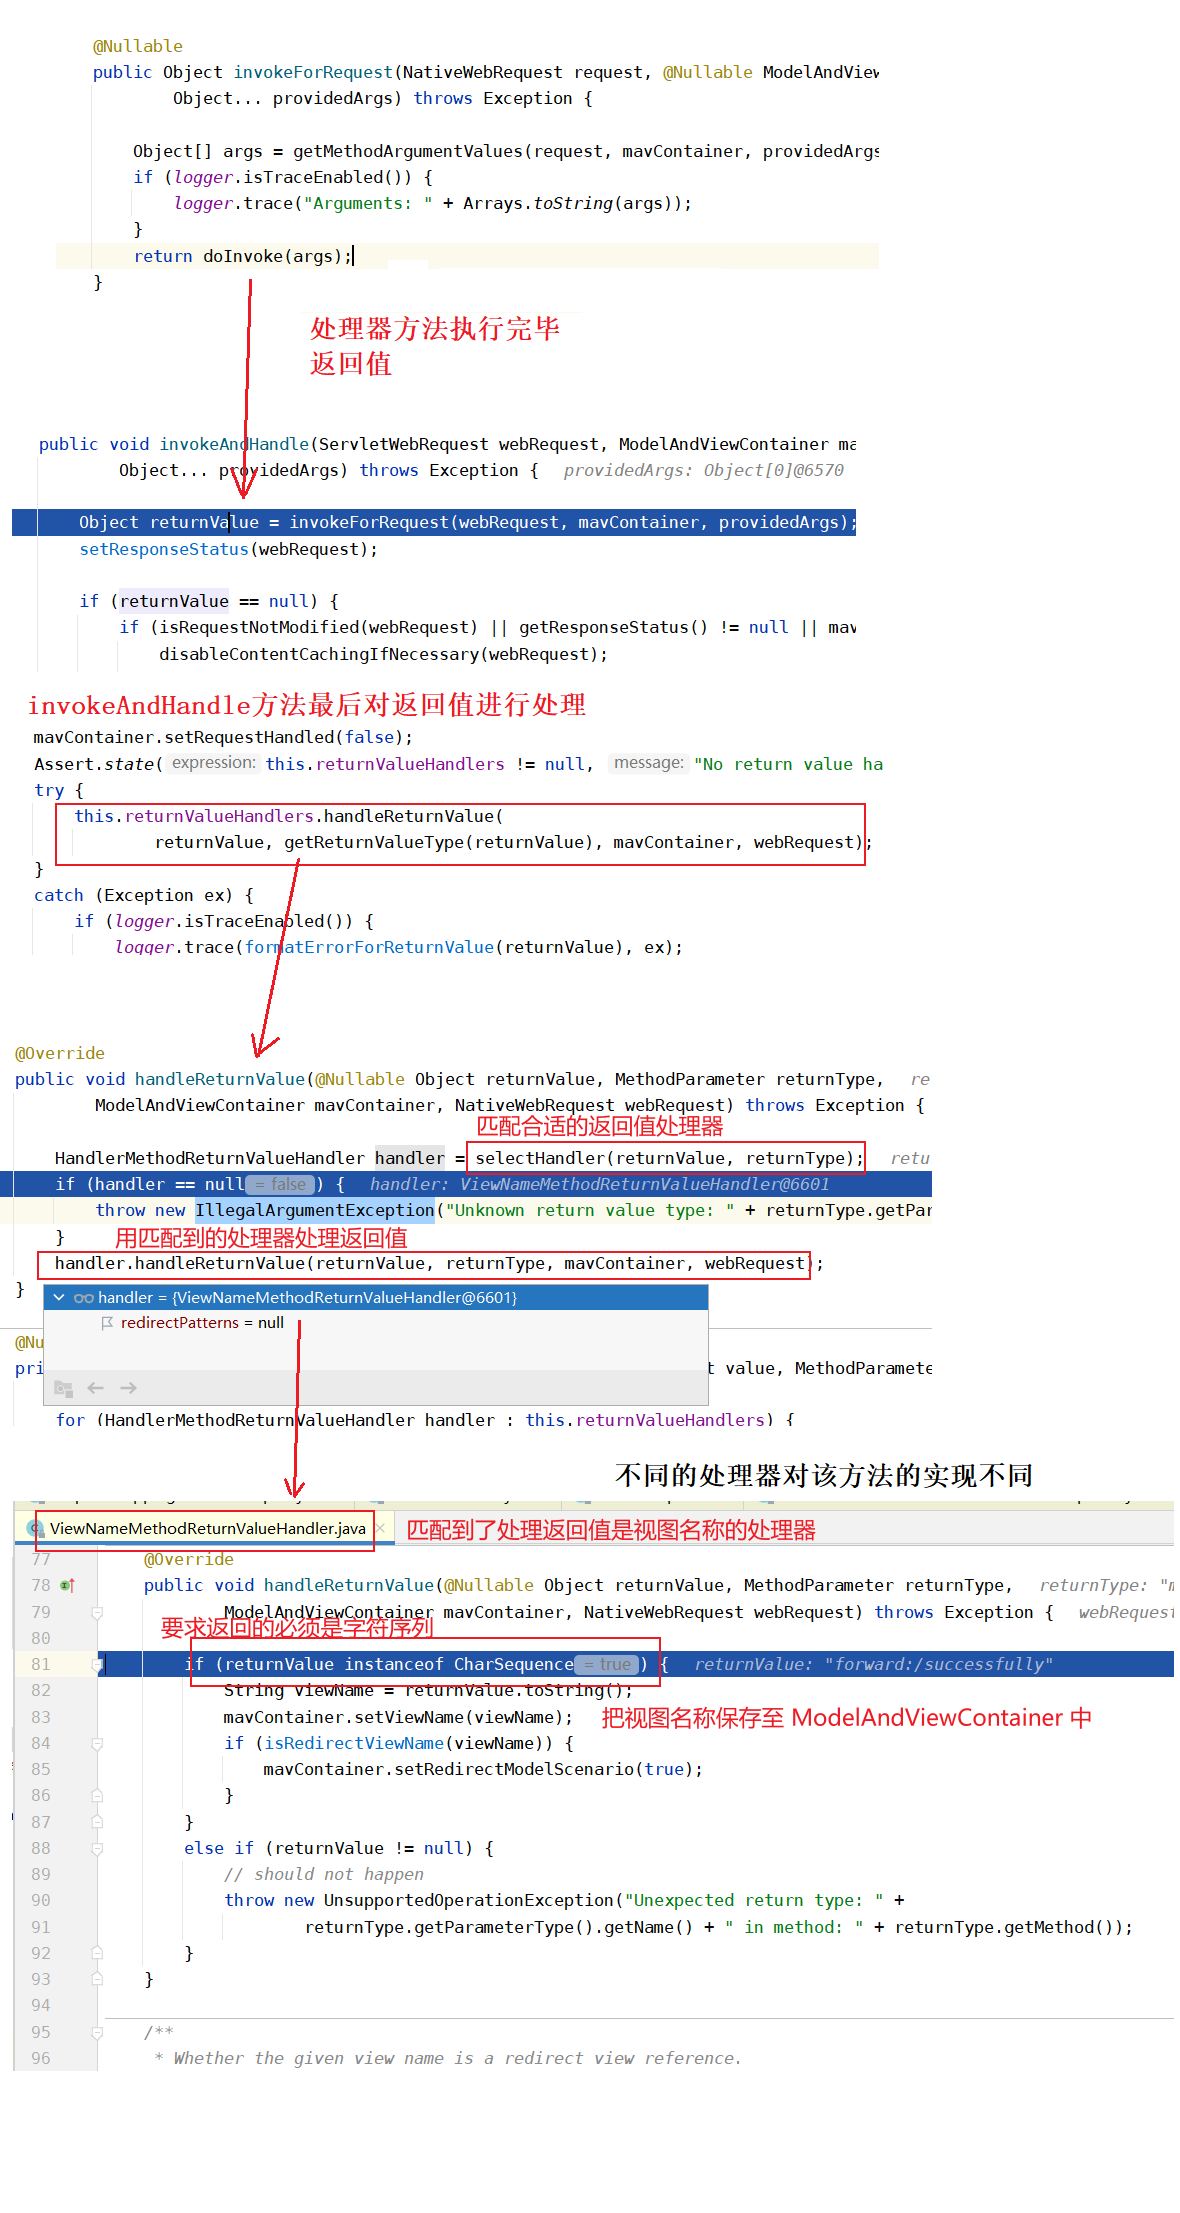 @Nullable
public Object invokeForRequest(NativeWebRequest request, @Nullable ModelAndView
Object... providedArgs) throws Exception {
Object[] args = getMethodArgumentValues(request, mavContainer, providedArgs
if (logger.isTraceEnabled()) {
logger.trace("Arguments: " + Arrays.toString(args));
}
return doInvoke(args);
}
处理器方法执行完毕
返回值
public void invokeAndHandle(ServletWebRequest webRequest, ModelAndViewContainer ma
Object... providedArgs) throws Exception { providedArgs: Object[0]@6570
Object returnValue = invokeForRequest(webRequest, mavContainer, providedArgs);
setResponseStatus(webRequest);
if (returnValue == null) {
if (isRequestNotModified(webRequest) || getResponseStatus() != null || mav
disableContentCachingIfNecessary(webRequest);
invokeAndHandle方法最后对返回值进行处理
mavContainer.setRequestHandled(false);
Assert.state( expression: this.returnValueHandlers != null, message: "No return value ha
try {
this.returnValueHandlers.handleReturnValue(
returnValue, getReturnValueType(returnValue), mavContainer, webRequest);
}
catch (Exception ex) {
if (logger.isTraceEnabled()) {
logger.trace(formatErrorForReturnValue(returnValue), ex);
@Override
public void handleReturnValue(@Nullable Object returnValue, MethodParameter returnType, re
ModelAndViewContainer mavContainer, NativeWebRequest webRequest) throws Exception {
匹配合适的返回值处理器
HandlerMethodReturnValueHandler handler = selectHandler(returnValue, returnType); retu
if (handler == null = false ) { handler: ViewNameMethodReturnValueHandler@6601
throw new IllegalArgumentException("Unknown return value type: " + returnType.getPar
}
用匹配到的处理器处理返回值
handler.handleReturnValue(returnValue, returnType, mavContainer, webRequest);
}
handler = {ViewNameMethodReturnValueHandler@6601}
redirectPatterns = null
@Nu
pri t value, MethodParamete
for (HandlerMethodReturnValueHandler handler : this.returnValueHandlers) {
不同的处理器对该方法的实现不同
ViewNameMethodReturnValueHandler.java 匹配到了处理返回值是视图名称的处理器
77 @Override
78 public void handleReturnValue(@Nullable Object returnValue, MethodParameter returnType, returnType: "m
79 ModelAndViewContainer mavContainer, NativeWebRequest webRequest) throws Exception { webRequest
80 要求返回的必须是字符序列
81 if (returnValue instanceof CharSequence = true ) { returnValue: "forward:/successfully"
82 String viewName = returnValue.toString();
83 mavContainer.setViewName(viewName); 把视图名称保存至 ModelAndViewContainer 中
84 if (isRedirectViewName(viewName)) {
85 mavContainer.setRedirectModelScenario(true);
86 }
87 }
88 else if (returnValue != null) {
89 // should not happen
90 throw new UnsupportedOperationException("Unexpected return type: " +
91 returnType.getParameterType().getName() + " in method: " + returnType.getMethod());
92 }
93 }
94
95 /**
96 * Whether the given view name is a redirect view reference.